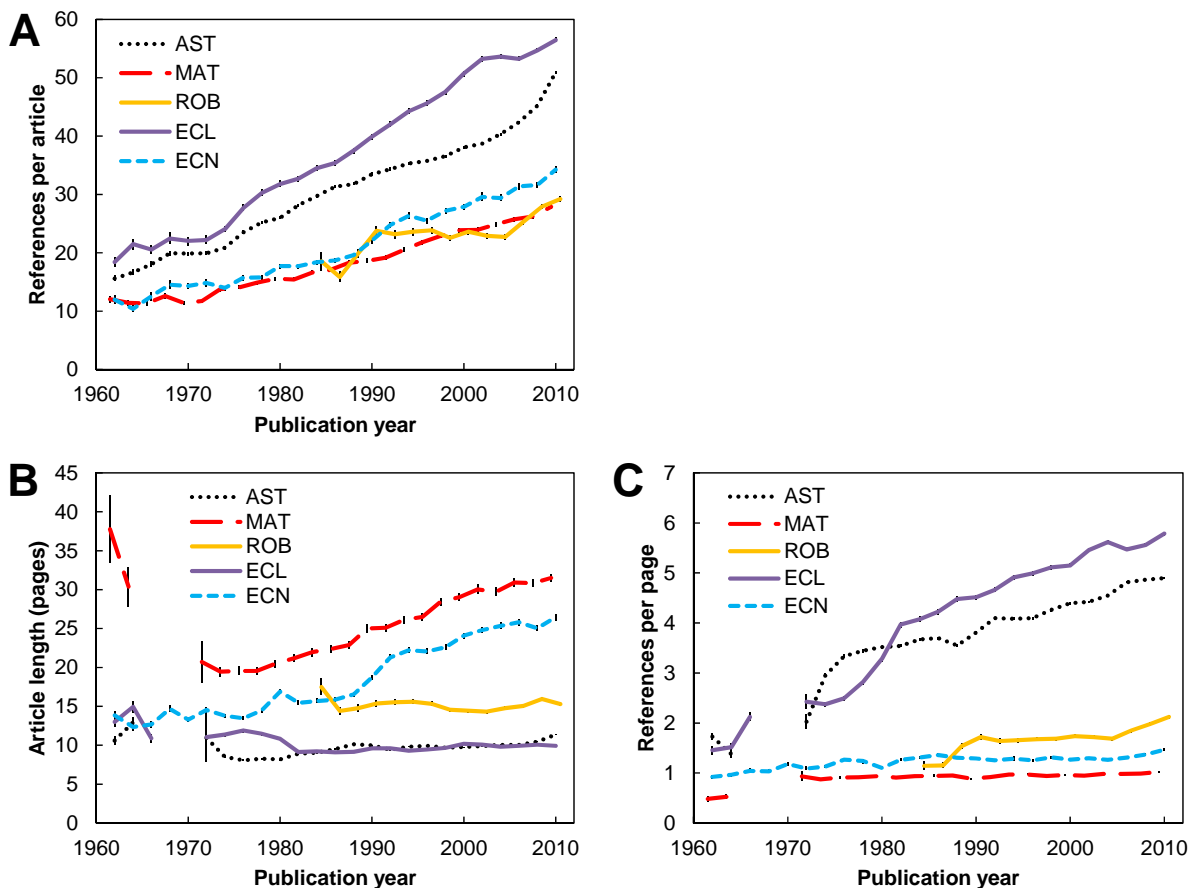 A
References per article
60
50
40
30
20
10
0
AST
MAT
ROB
ECL
ECN
1960 1970 1980 1990 2000 2010
Publication year
B
Article length (pages)
45
40
35
30
25
20
15
10
5
0
AST
MAT
ROB
ECL
ECN
1960 1970 1980 1990 2000 2010
Publication year
C
References per page
7
6
5
4
3
2
1
0
AST
MAT
ROB
ECL
ECN
1960 1970 1980 1990 2000 2010
Publication year